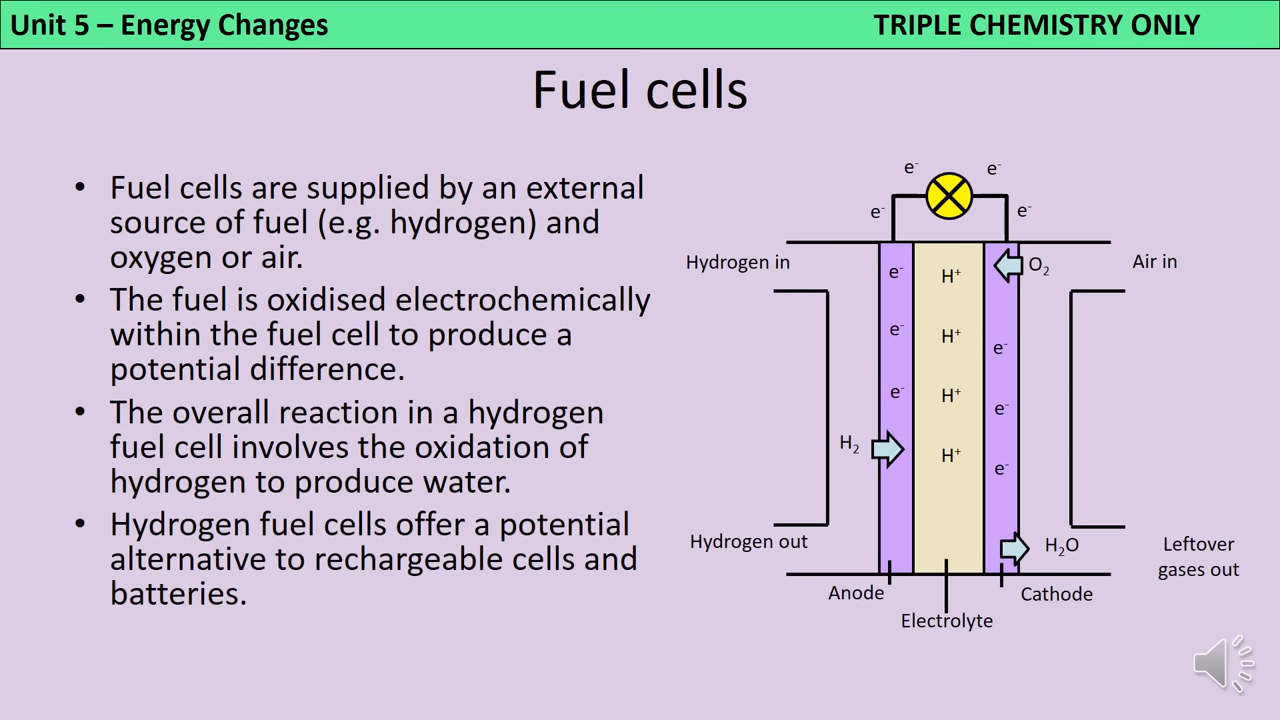 Unit 5 – Energy Changes
TRIPLE CHEMISTRY ONLY
Fuel cells
• Fuel cells are supplied by an external
source of fuel (e.g. hydrogen) and
oxygen or air.
• The fuel is oxidised electrochemically
within the fuel cell to produce a
potential difference.
• The overall reaction in a hydrogen
fuel cell involves the oxidation of
hydrogen to produce water.
• Hydrogen fuel cells offer a potential
alternative to rechargeable cells and
batteries.
e⁻ e⁻
e⁻ e⁻
Hydrogen in
e⁻ H⁺ O₂
Air in
e⁻ H⁺
e⁻
e⁻ H⁺
e⁻
H₂ H⁺
e⁻
Hydrogen out
H₂O
Leftover
gases out
Anode
Cathode
Electrolyte